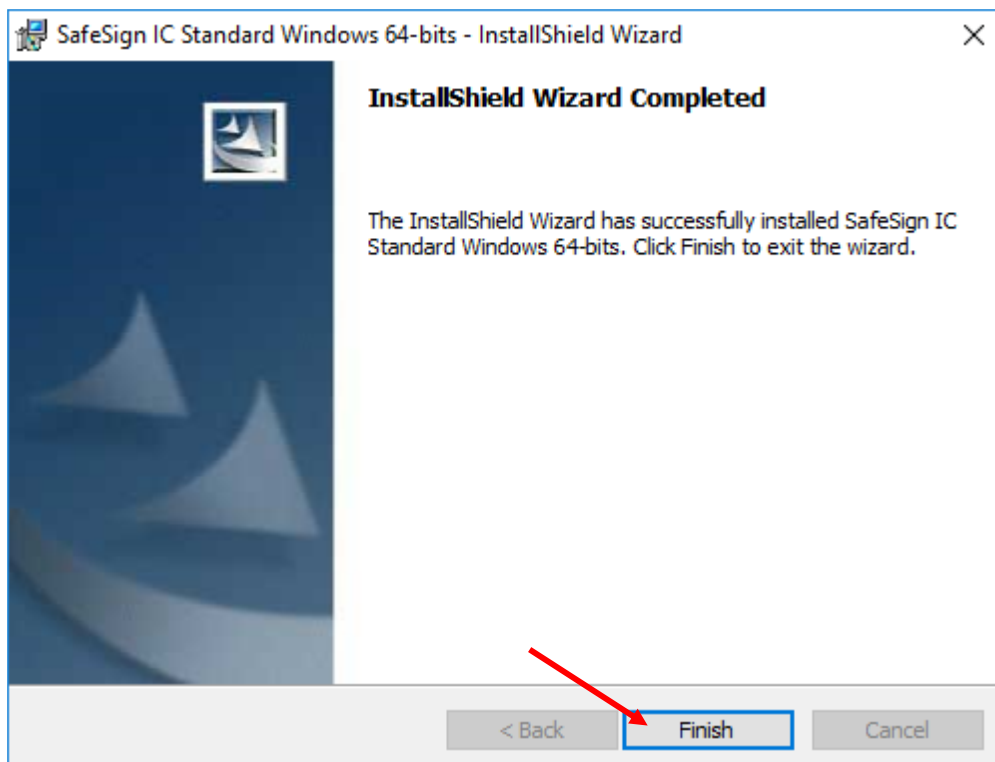 SafeSign IC Standard Windows 64-bits - InstallShield Wizard
InstallShield Wizard Completed
The InstallShield Wizard has successfully installed SafeSign IC
Standard Windows 64-bits. Click Finish to exit the wizard.
< Back
Finish
Cancel